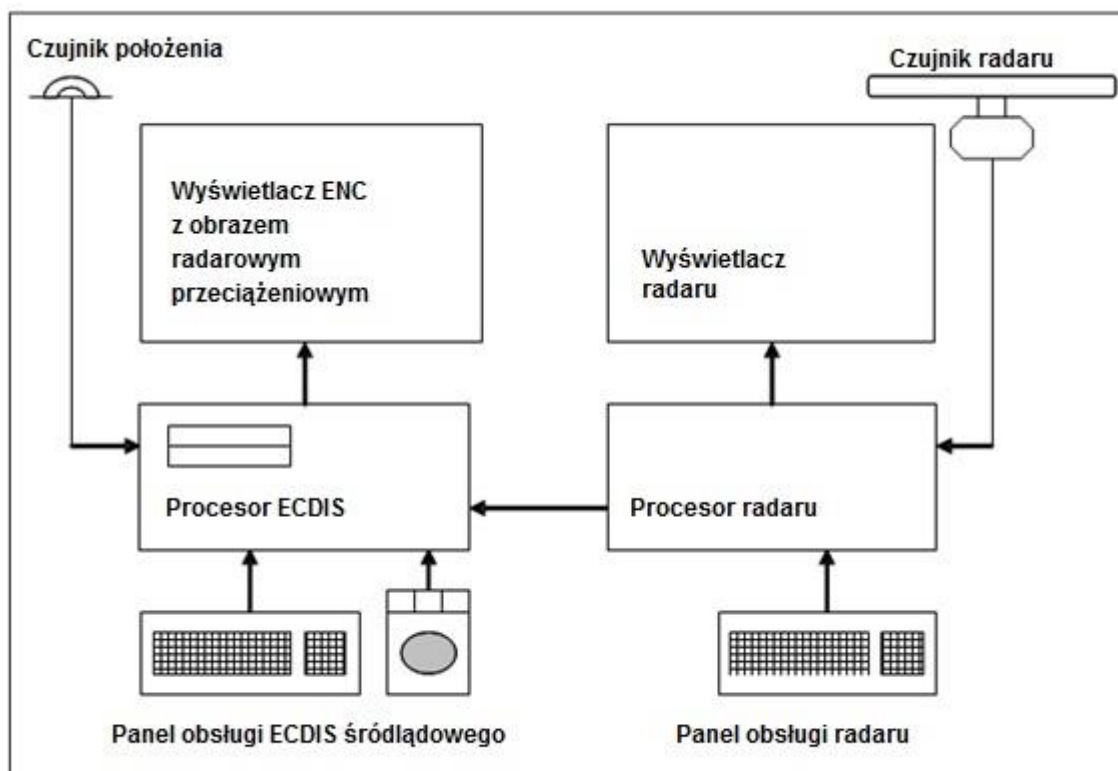 Czujnik położenia
Czujnik radaru
Wyświetlacz ENC
z obrazem
radarowym
przeciążeniowym
Wyświetlacz
radaru
Procesor ECDIS
Procesor radaru
Panel obsługi ECDIS śródlądowego
Panel obsługi radaru